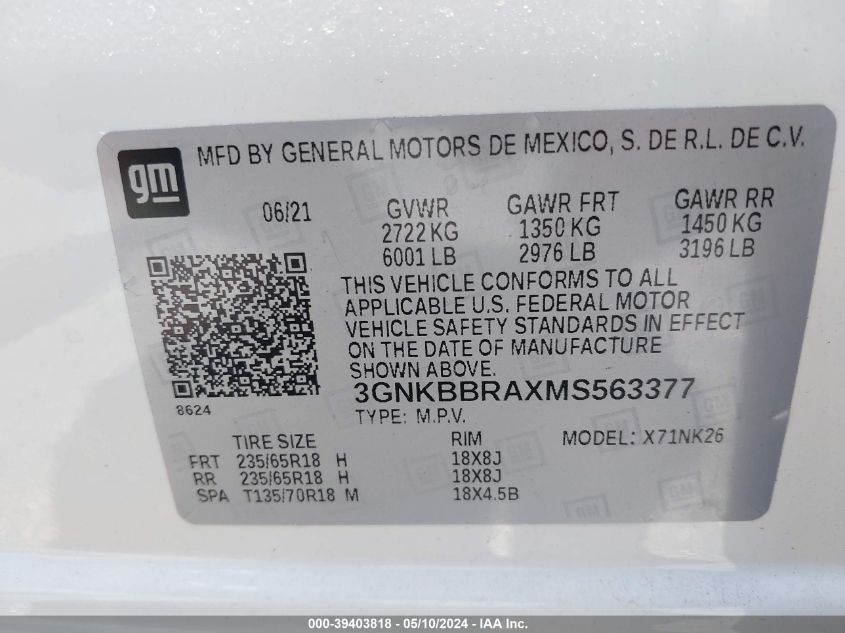 gm
MFD BY GENERAL MOTORS DE MEXICO, S. DE R.L. DE C.V.
06/21
GVWR
2722 KG
6001 LB
GAWR FRT
1350 KG
2976 LB
GAWR RR
1450 KG
3196 LB
THIS VEHICLE CONFORMS TO ALL
APPLICABLE U.S. FEDERAL MOTOR
VEHICLE SAFETY STANDARDS IN EFFECT
ON THE DATE OF MANUFACTURE
SHOWN ABOVE.
8624
3GNKBBRAXMS563377
TYPE: M.P.V.
TIRE SIZE RIM MODEL: X71NK26
FRT 235/65R18 H 18X8J
RR 235/65R18 H 18X8J
SPA T135/70R18 M 18X4.5B
000-39403818 - 05/10/2024 - IAA Inc.